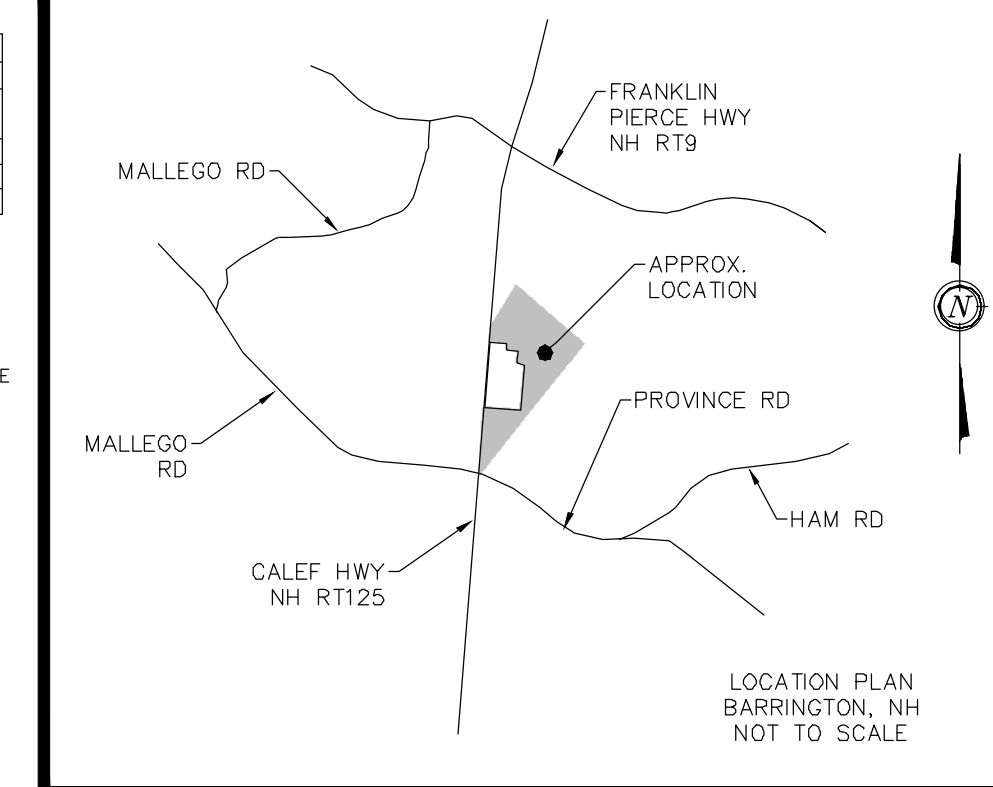 FRANKLIN
PIERCE HWY
NH RT9
MALLEGO RD
APPROX.
LOCATION
N
E
PROVINCE RD
MALLEGO
RD
HAM RD
CALEF HWY
NH RT125
LOCATION PLAN
BARRINGTON, NH
NOT TO SCALE